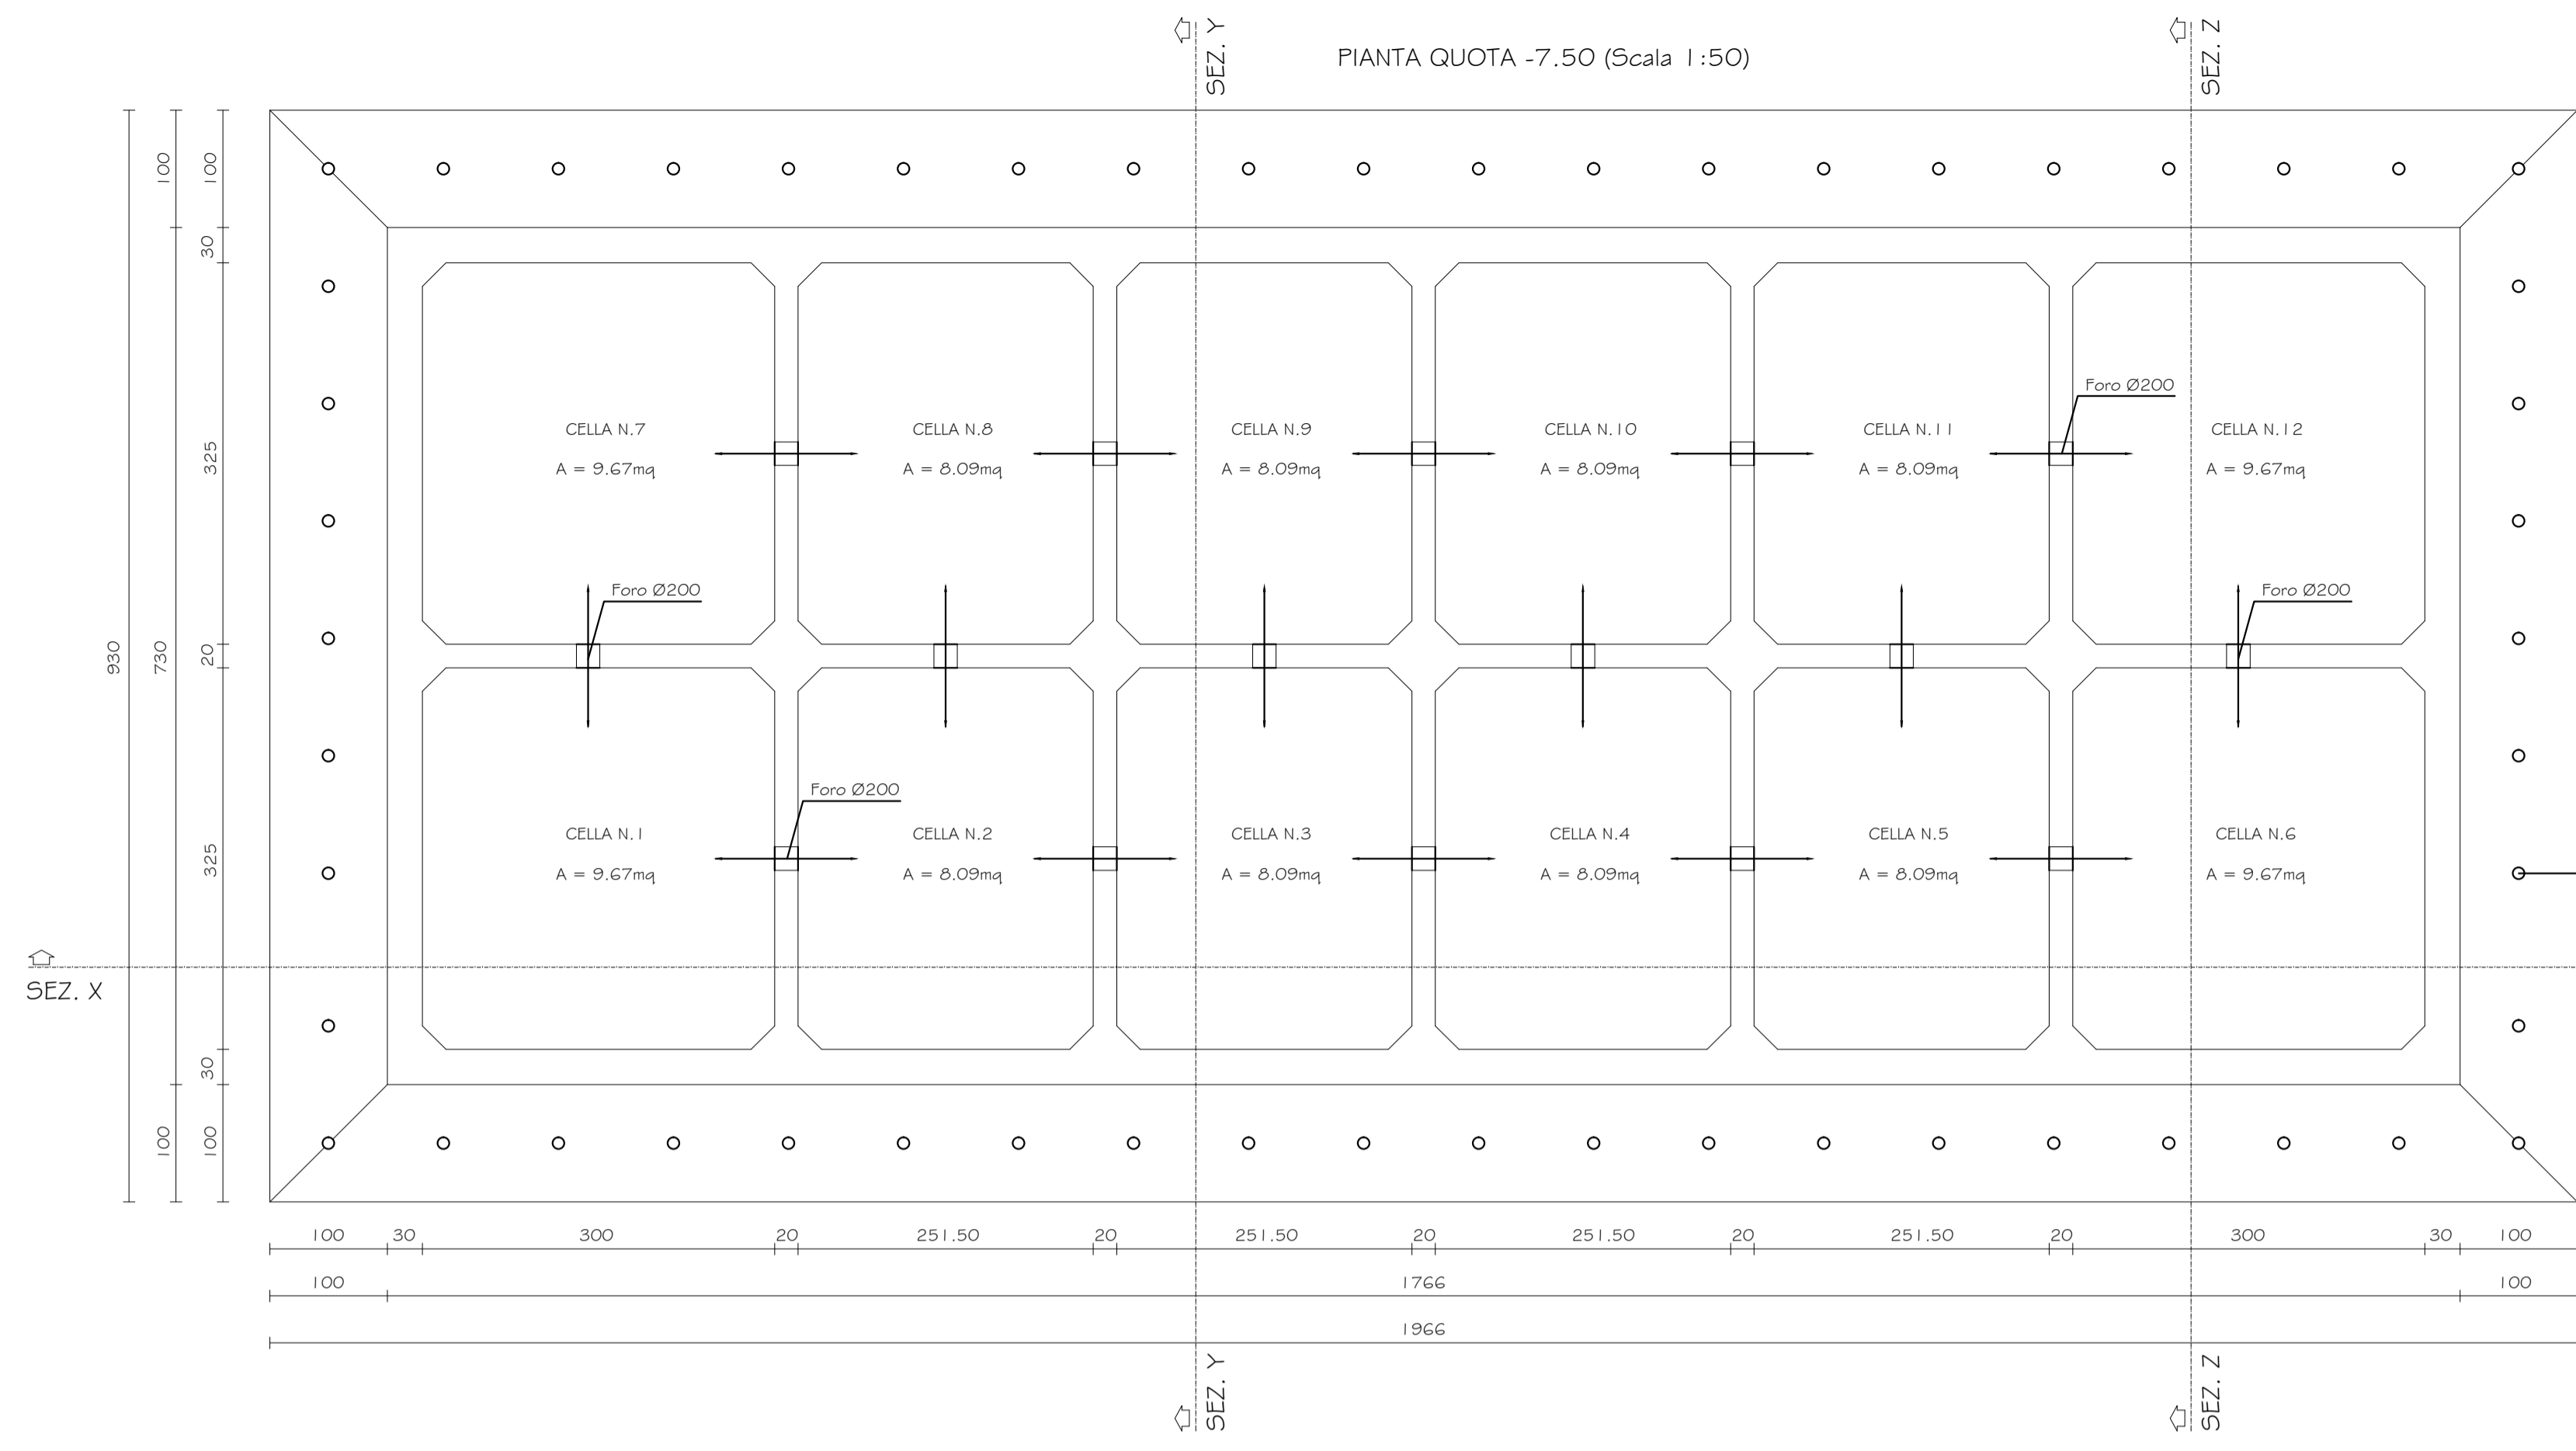 SEZ. Y
SEZ. Z
PIANTA QUOTA -7.50 (Scala 1:50)
100
100
30
325
20
325
30
100
730
100
930
CELLA N.7
A = 9.67mq
CELLA N.8
A = 8.09mq
CELLA N.9
A = 8.09mq
CELLA N.10
A = 8.09mq
CELLA N.11
A = 8.09mq
CELLA N.12
A = 9.67mq
Foro Ø200
Foro Ø200
Foro Ø200
Foro Ø200
CELLA N.1
A = 9.67mq
CELLA N.2
A = 8.09mq
CELLA N.3
A = 8.09mq
CELLA N.4
A = 8.09mq
CELLA N.5
A = 8.09mq
CELLA N.6
A = 9.67mq
SEZ. X
100 30 300 20 251.50 20 251.50 20 251.50 20 251.50 20 300 30 100
100 1766 100
1966
SEZ. Y
SEZ. Z